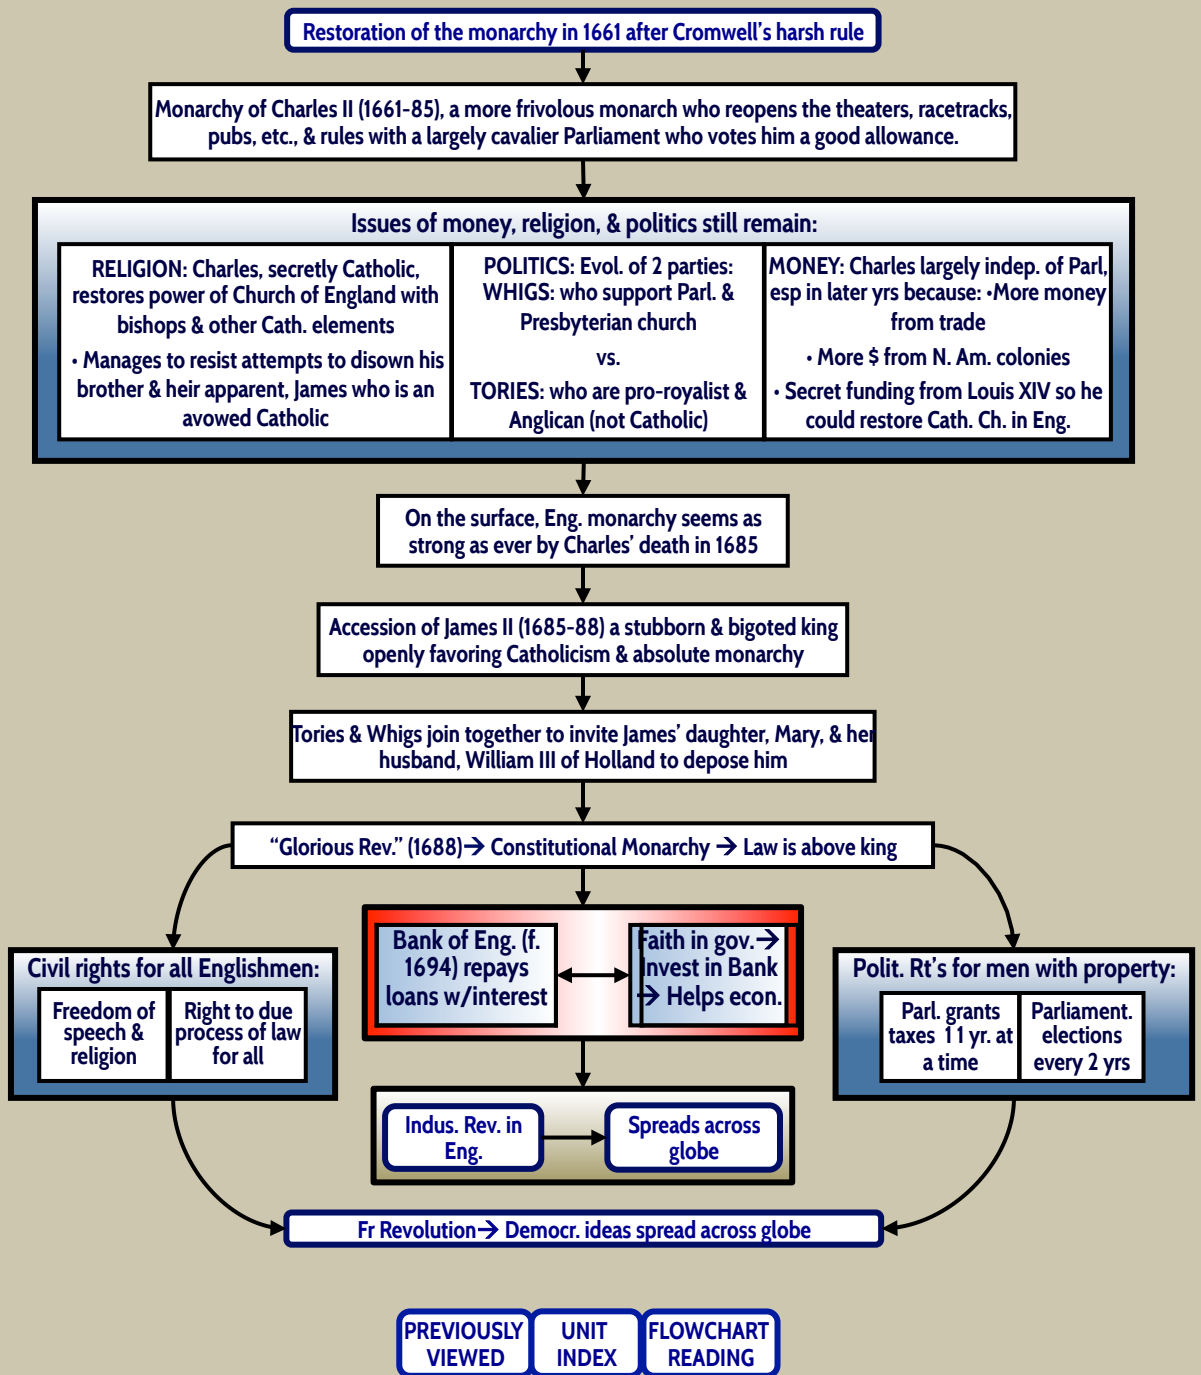 Restoration of the monarchy in 1661 after Cromwell's harsh rule
Monarchy of Charles II (1661-85), a more frivolous monarch who reopens the theaters, racetracks,
pubs, etc., & rules with a largely cavalier Parliament who votes him a good allowance.
Issues of money, religion, & politics still remain:
RELIGION: Charles, secretly Catholic,
restores power of Church of England with
bishops & other Cath. elements
• Manages to resist attempts to disown his
brother & heir apparent, James who is an
avowed Catholic
POLITICS: Evol. of 2 parties:
WHIGS: who support Parl. &
Presbyterian church
vs.
TORIES: who are pro-royalist &
Anglican (not Catholic)
MONEY: Charles largely indep. of Parl,
esp in later yrs because: •More money
from trade
• More $ from N. Am. colonies
• Secret funding from Louis XIV so he
could restore Cath. Ch. in Eng.
On the surface, Eng. monarchy seems as
strong as ever by Charles' death in 1685
Accession of James II (1685-88) a stubborn & bigoted king
openly favoring Catholicism & absolute monarchy
Tories & Whigs join together to invite James' daughter, Mary, & her
husband, William III of Holland to depose him
“Glorious Rev.” (1688)→ Constitutional Monarchy → Law is above king
Civil rights for all Englishmen:
Freedom of
speech &
religion
Right to due
process of law
for all
Bank of Eng. (f.
1694) repays
loans w/interest
Faith in gov.→
Invest in Bank
→ Helps econ.
Polit. Rt's for men with property:
Parl. grants
taxes 11 yr. at
a time
Parliament.
elections
every 2 yrs
Indus. Rev. in
Eng.
Spreads across
globe
Fr Revolution→ Democr. ideas spread across globe
PREVIOUSLY
VIEWED
UNIT
INDEX
FLOWCHART
READING